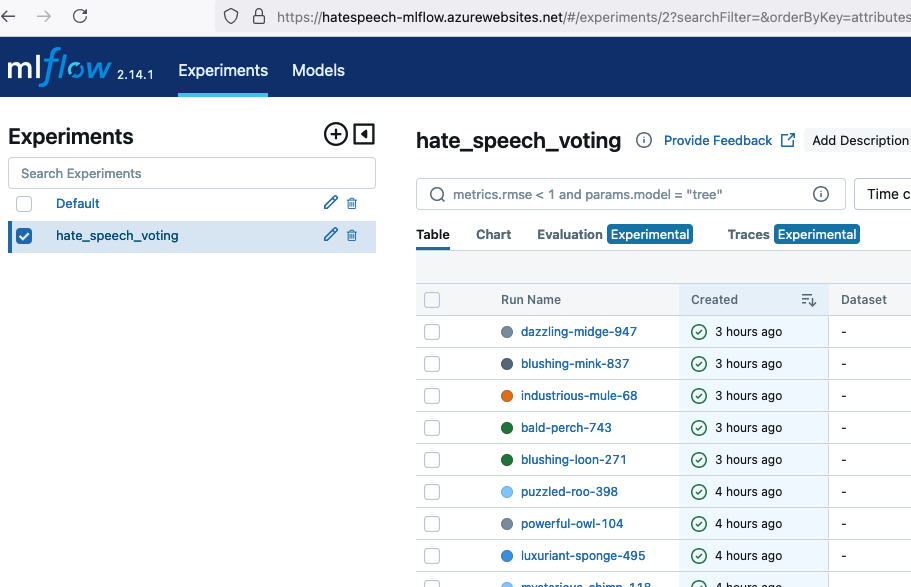 https://hatespeech-mlflow.azurewebsites.net/#/experiments/2?searchFilter=&orderByKey=attributes
mlflow 2.14.1 Experiments Models
Experiments
Search Experiments
Default
hate_speech_voting
hate_speech_voting Provide Feedback Add Description
metrics.rmse < 1 and params.model = "tree" Time c
Table Chart Evaluation Experimental Traces Experimental
Run Name Created Dataset
dazzling-midge-947 3 hours ago -
blushing-mink-837 3 hours ago -
industrious-mule-68 3 hours ago -
bald-perch-743 3 hours ago -
blushing-loon-271 3 hours ago -
puzzled-roo-398 4 hours ago -
powerful-owl-104 4 hours ago -
luxuriant-sponge-495 4 hours ago -